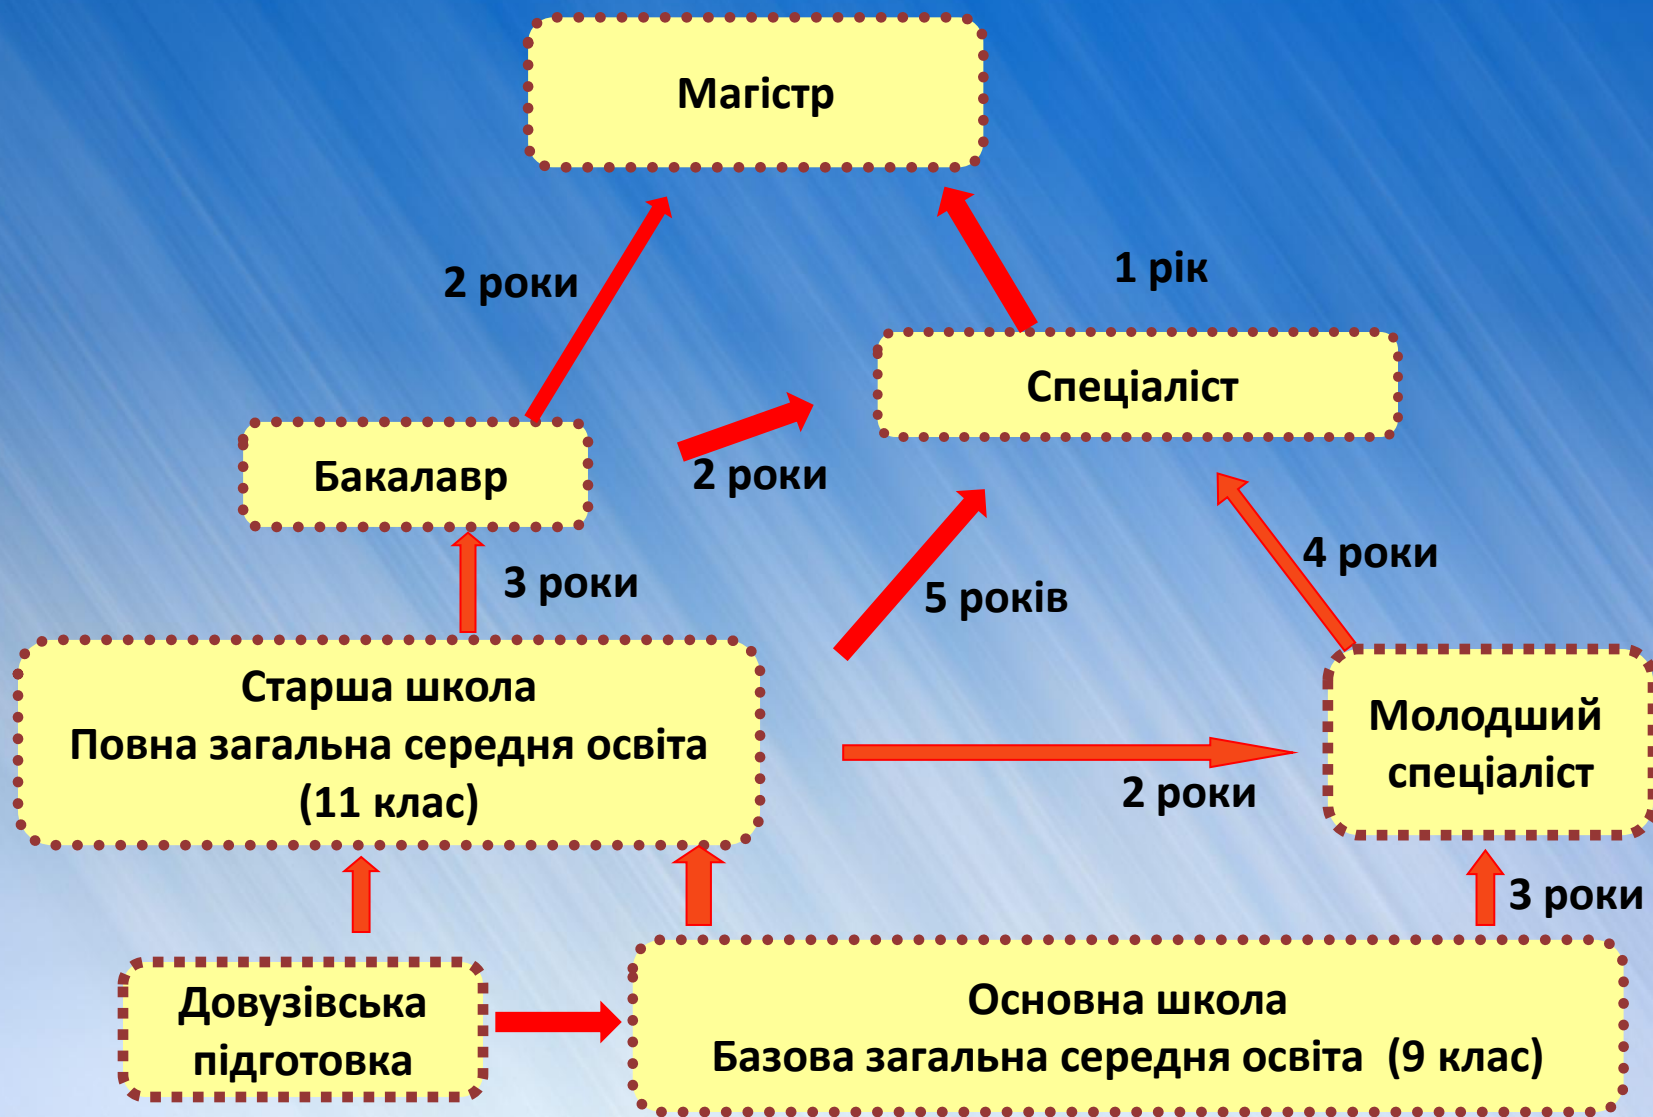 Магістр
2 роки
1 рік
Спеціаліст
Бакалавр
2 роки
3 роки
5 років
4 роки
Старша школа
Повна загальна середня освіта
(11 клас)
Молодший
спеціаліст
2 роки
3 роки
Довузівська
підготовка
Основна школа
Базова загальна середня освіта (9 клас)